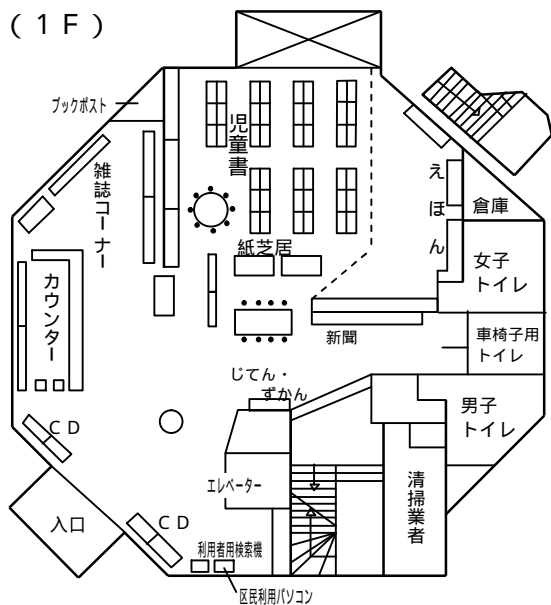 (1F)
ブックポスト
雑誌コーナー
児童書
えほん
倉庫
紙芝居
女子
トイレ
カウンター
新聞
車椅子用
トイレ
じてん・
ずかん
男子
トイレ
CD
エレベーター
清掃業者
入口
CD
利用者用検索機
区民利用パソコン